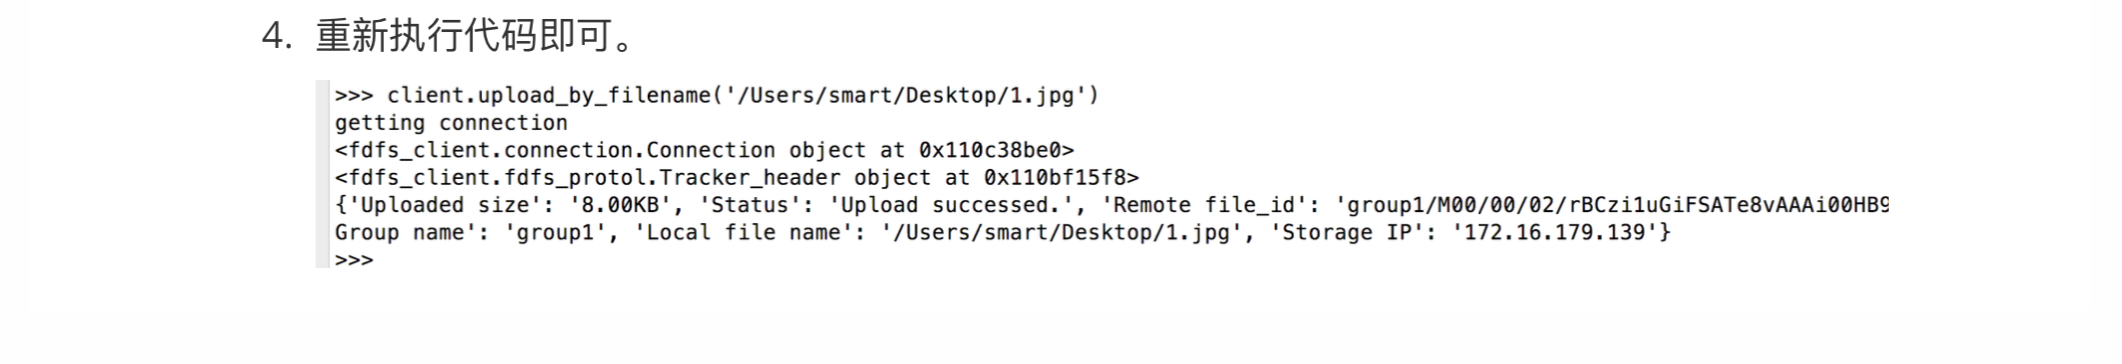 4. 重新执行代码即可。
>>> client.upload_by_filename('/Users/smart/Desktop/1.jpg')
getting connection
<fdfs_client.connection.Connection object at 0x110c38be0>
<fdfs_client.fdfs_protol.Tracker_header object at 0x110bf15f8>
{'Uploaded size': '8.00KB', 'Status': 'Upload successed.', 'Remote file_id': 'group1/M00/00/02/rBCzi1uGiFSATe8vAAAi00HB9
Group name': 'group1', 'Local file name': '/Users/smart/Desktop/1.jpg', 'Storage IP': '172.16.179.139'}
>>>